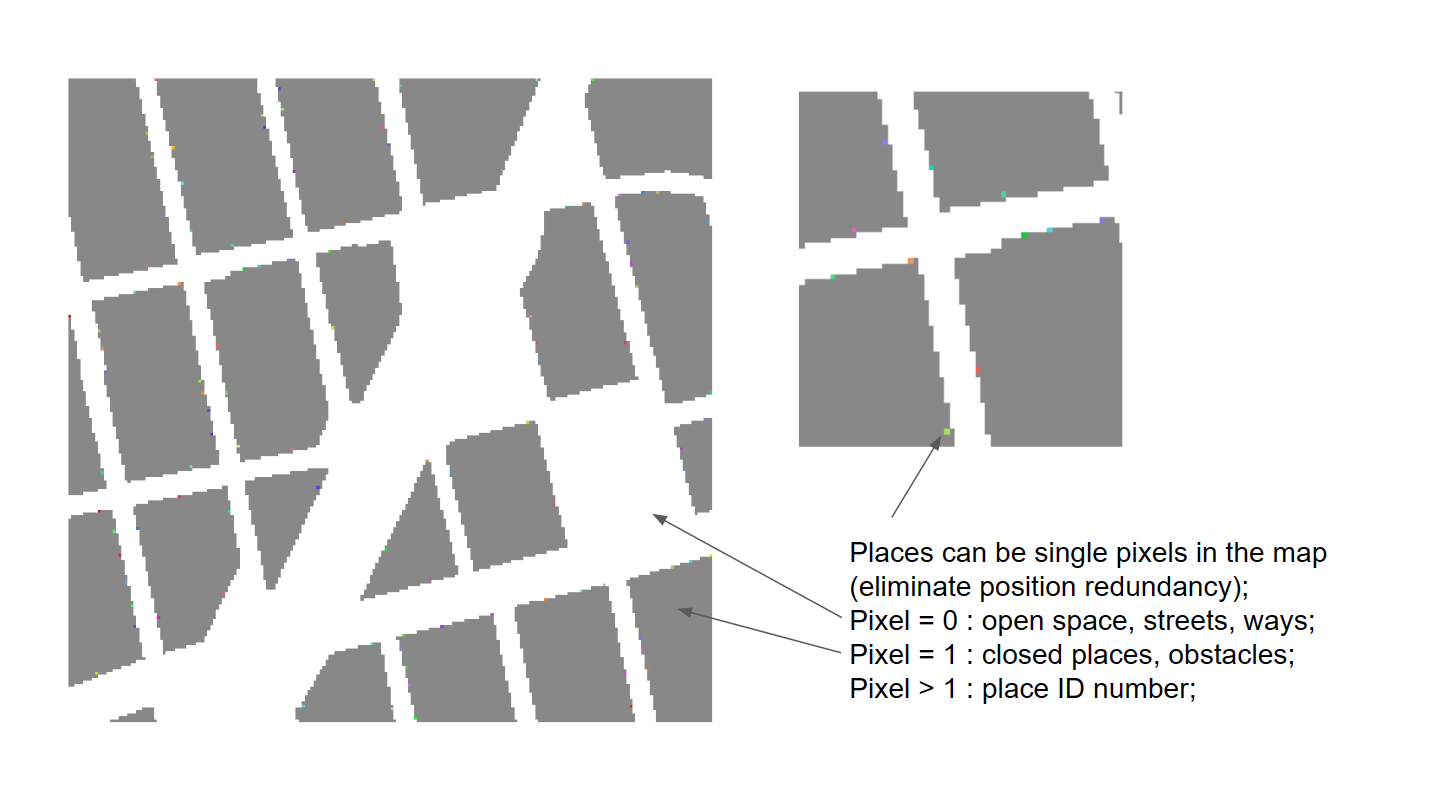 Places can be single pixels in the map
(eliminate position redundancy);
Pixel = 0 : open space, streets, ways;
Pixel = 1 : closed places, obstacles;
Pixel > 1 : place ID number;